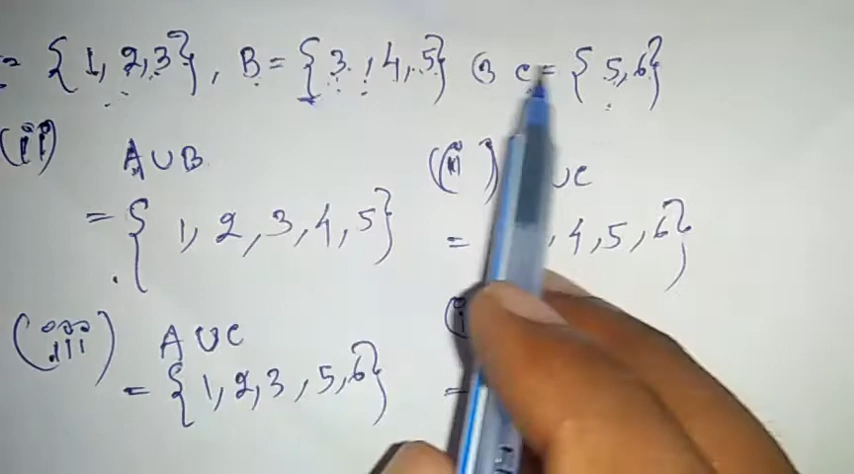 = {1, 2, 3}, B = {3, 4, 5} ও C = {5, 6}
(ii) A∪B
= {1, 2, 3, 4, 5}
(ii) ∪C
= , 4, 5, 6}
(iii) A∪C
= {1, 2, 3, 5, 6}
=